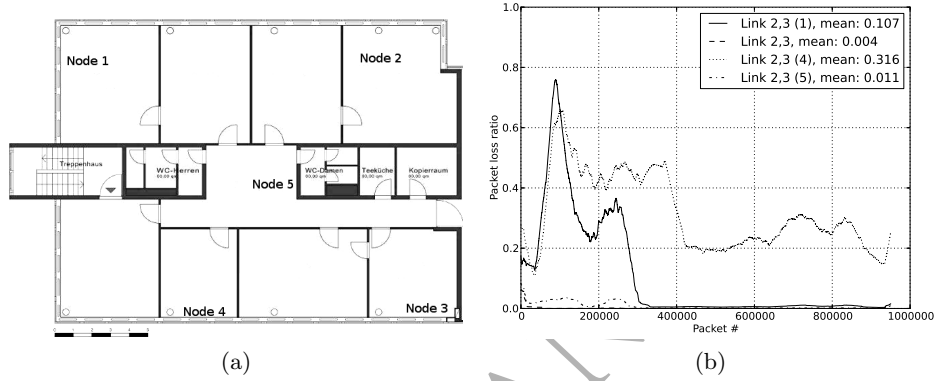 Node 1
Node 2
Treppenhaus
WC-Herren
WC-Damen
Teeküche
Kopierraum
Node 5
Node 4
Node 3
(a)
Packet loss ratio
1.0
0.8
0.6
0.4
0.2
0.0
Link 2,3 (1), mean: 0.107
Link 2,3, mean: 0.004
Link 2,3 (4), mean: 0.316
Link 2,3 (5), mean: 0.011
0 200000 400000 600000 800000 1000000
Packet #
(b)